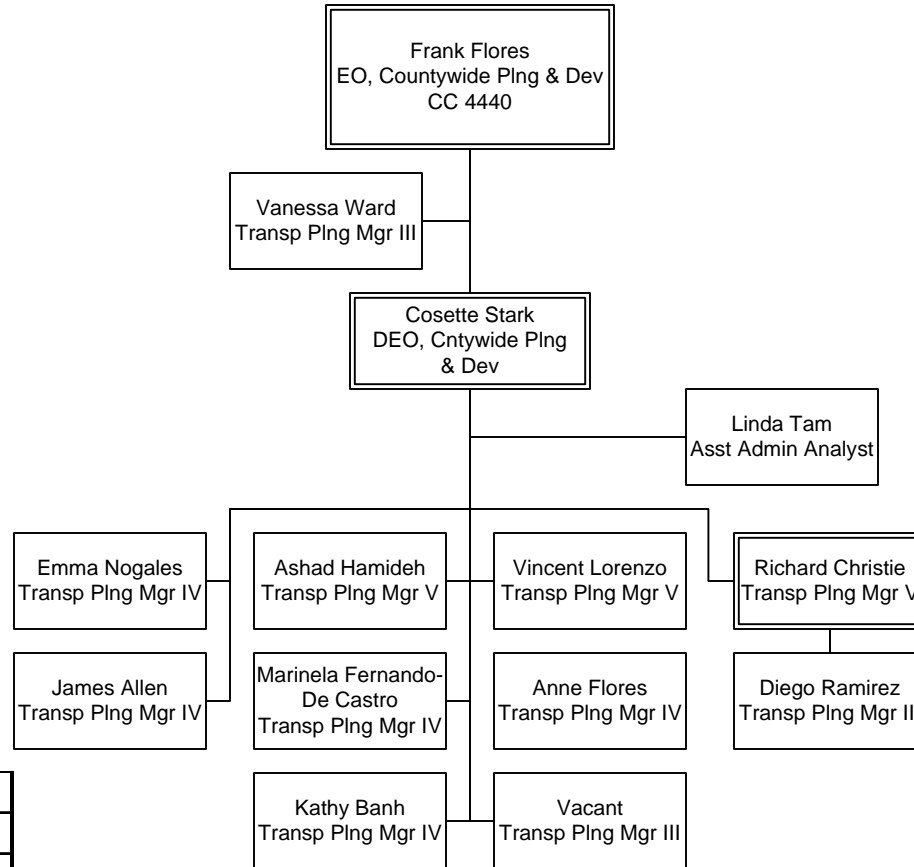 Frank Flores
EO, Countywide Plng & Dev
CC 4440
Vanessa Ward
Transp Plng Mgr III
Cosette Stark
DEO, Cntywide Plng
& Dev
Linda Tam
Asst Admin Analyst
Emma Nogales
Transp Plng Mgr IV
Ashad Hamideh
Transp Plng Mgr V
Vincent Lorenzo
Transp Plng Mgr V
Richard Christie
Transp Plng Mgr V
James Allen
Transp Plng Mgr IV
Marinela Fernando-
De Castro
Transp Plng Mgr IV
Anne Flores
Transp Plng Mgr IV
Diego Ramirez
Transp Plng Mgr II
Kathy Banh
Transp Plng Mgr IV
Vacant
Transp Plng Mgr III